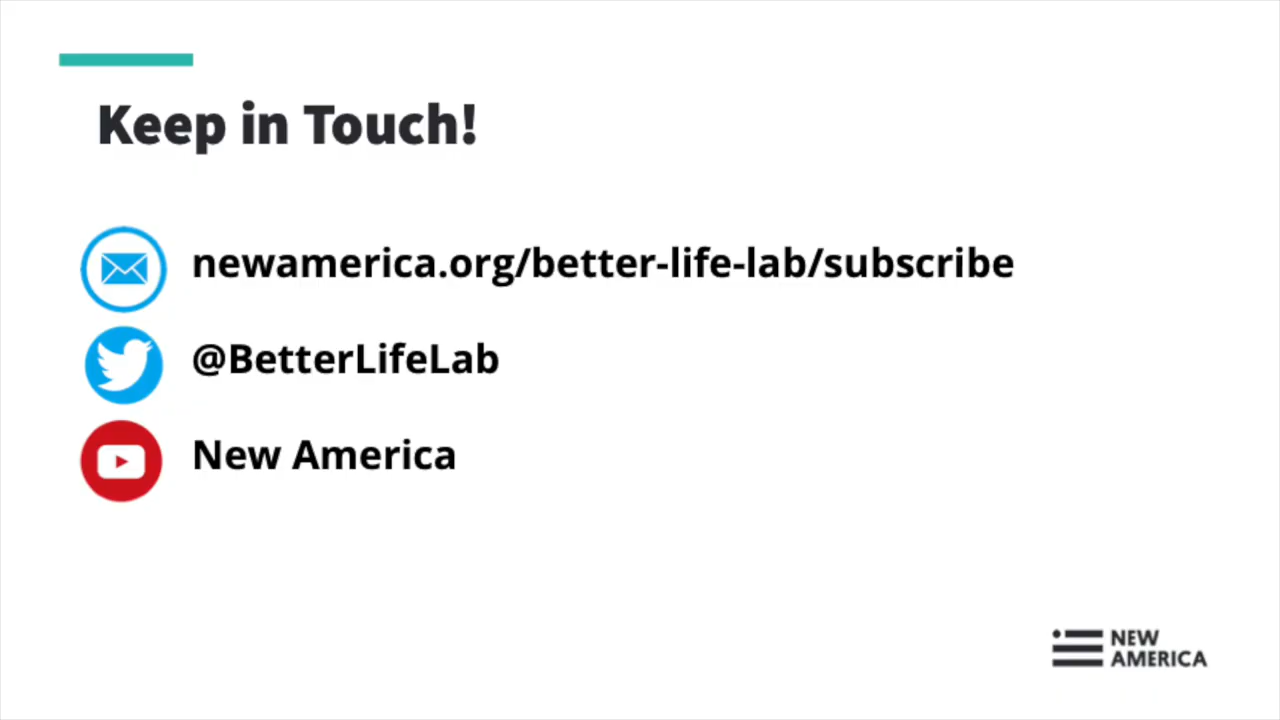 Keep in Touch!
newamerica.org/better-life-lab/subscribe
@BetterLifeLab
New America
NEW
AMERICA